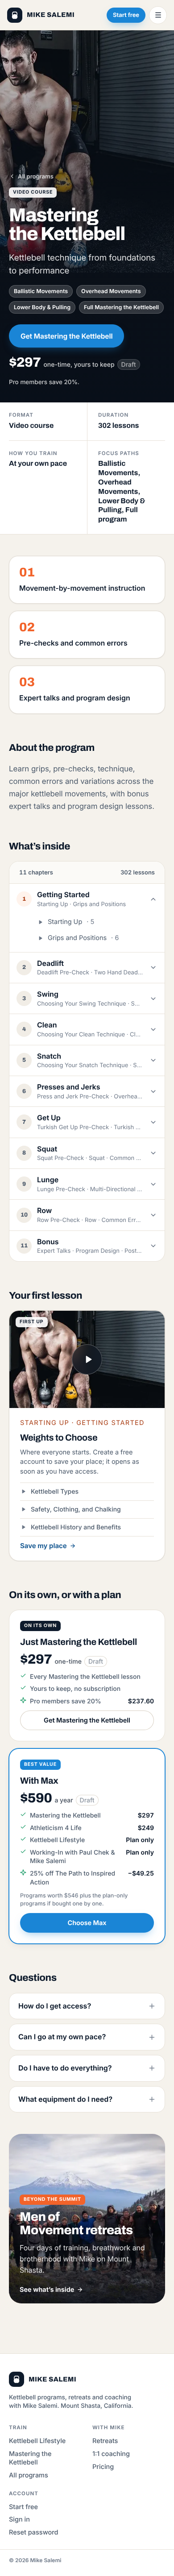 MIKE SALEMI
Start free
All programs
VIDEO COURSE
Mastering
the Kettlebell
Kettlebell technique from foundations
to performance
Ballistic Movements
Overhead Movements
Lower Body & Pulling
Full Mastering the Kettlebell
Get Mastering the Kettlebell
$297 one-time, yours to keep Draft
Pro members save 20%.
FORMAT
Video course
DURATION
302 lessons
HOW YOU TRAIN
At your own pace
FOCUS PATHS
Ballistic
Movements,
Overhead
Movements,
Lower Body &
Pulling, Full
program
01
Movement-by-movement instruction
02
Pre-checks and common errors
03
Expert talks and program design
About the program
Learn grips, pre-checks, technique,
common errors and variations across the
major kettlebell movements, with bonus
expert talks and program design lessons.
What's inside
11 chapters
302 lessons
1
Getting Started
Starting Up · Grips and Positions
Starting Up · 5
Grips and Positions · 6
2
Deadlift
Deadlift Pre-Check · Two Hand Dead...
3
Swing
Choosing Your Swing Technique · S...
4
Clean
Choosing Your Clean Technique · Cl...
5
Snatch
Choosing Your Snatch Technique · S...
6
Presses and Jerks
Press and Jerk Pre-Check · Overhea...
7
Get Up
Turkish Get Up Pre-Check · Turkish ...
8
Squat
Squat Pre-Check · Squat · Common ...
9
Lunge
Lunge Pre-Check · Multi-Directional ...
10
Row
Row Pre-Check · Row · Common Err...
11
Bonus
Expert Talks · Program Design · Post...
Your first lesson
FIRST UP
STARTING UP · GETTING STARTED
Weights to Choose
Where everyone starts. Create a free
account to save your place; it opens as
soon as you have access.
Kettlebell Types
Safety, Clothing, and Chalking
Kettlebell History and Benefits
Save my place →
On its own, or with a plan
ON ITS OWN
Just Mastering the Kettlebell
$297 one-time Draft
Every Mastering the Kettlebell lesson
Yours to keep, no subscription
Pro members save 20% $237.60
Get Mastering the Kettlebell
BEST VALUE
With Max
$590 a year Draft
Mastering the Kettlebell $297
Athleticism 4 Life $249
Kettlebell Lifestyle Plan only
Working-in with Paul Chek & Plan only
Mike Salemi
25% off The Path to Inspired −$49.25
Action
Programs worth $546 plus the plan-only
programs if bought one by one.
Choose Max
Questions
How do I get access?
Can I go at my own pace?
Do I have to do everything?
What equipment do I need?
BEYOND THE SUMMIT
Men of
Movement retreats
Four days of training, breathwork and
brotherhood with Mike on Mount
Shasta.
See what's inside →
MIKE SALEMI
Kettlebell programs, retreats and coaching
with Mike Salemi. Mount Shasta, California.
TRAIN
Kettlebell Lifestyle
Mastering the
Kettlebell
All programs
WITH MIKE
Retreats
1:1 coaching
Pricing
ACCOUNT
Start free
Sign in
Reset password
© 2026 Mike Salemi